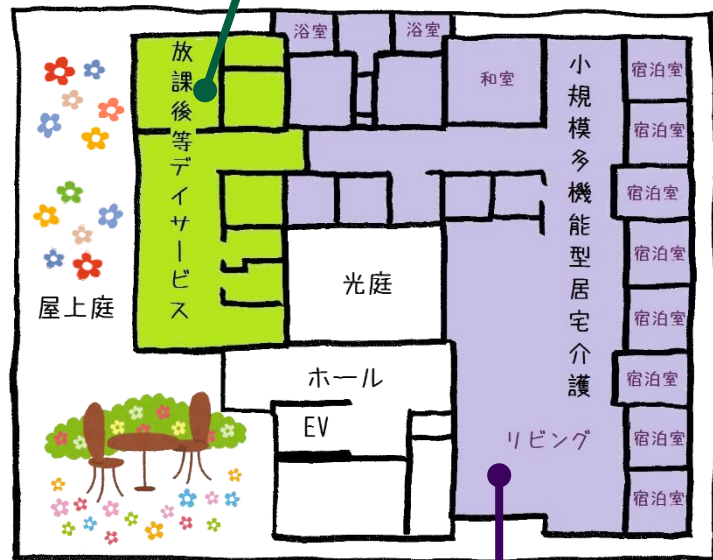 浴室
浴室
放課後等デイサービス
和室
小規模多機能型居宅介護
宿泊室
宿泊室
宿泊室
宿泊室
宿泊室
宿泊室
宿泊室
宿泊室
光庭
屋上庭
ホール
EV
リビング